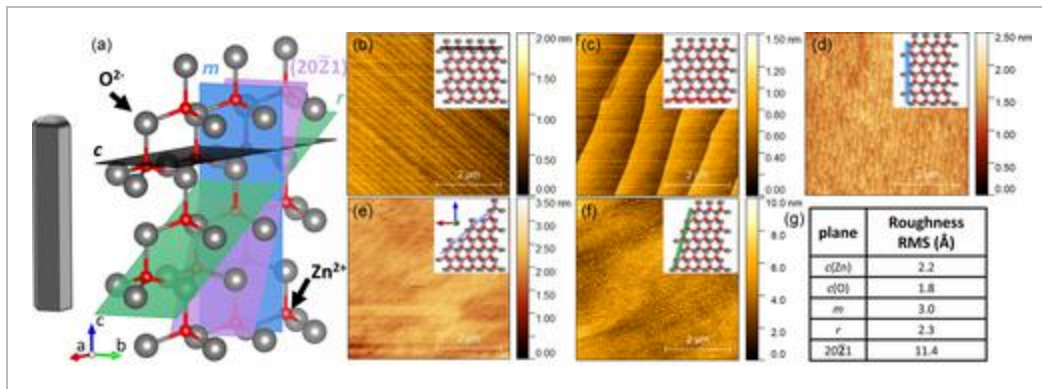 (a)
O²⁻
m
(202̄1)
r
c
Zn²⁺
c
a
b
(b)
2 μm
2.00 nm
1.50
1.00
0.50
0.00
(c)
2 μm
1.50 nm
1.20
1.00
0.80
0.60
0.40
0.20
0.00
(d)
2 μm
2.50 nm
2.00
1.50
1.00
0.50
0.00
(e)
2 μm
3.50 nm
3.00
2.50
2.00
1.50
1.00
0.50
0.00
(f)
2 μm
10.0 nm
8.0
6.0
4.0
2.0
0.0
(g)
plane Roughness RMS (Å)
c(Zn) 2.2
c(O) 1.8
m 3.0
r 2.3
202̄1 11.4